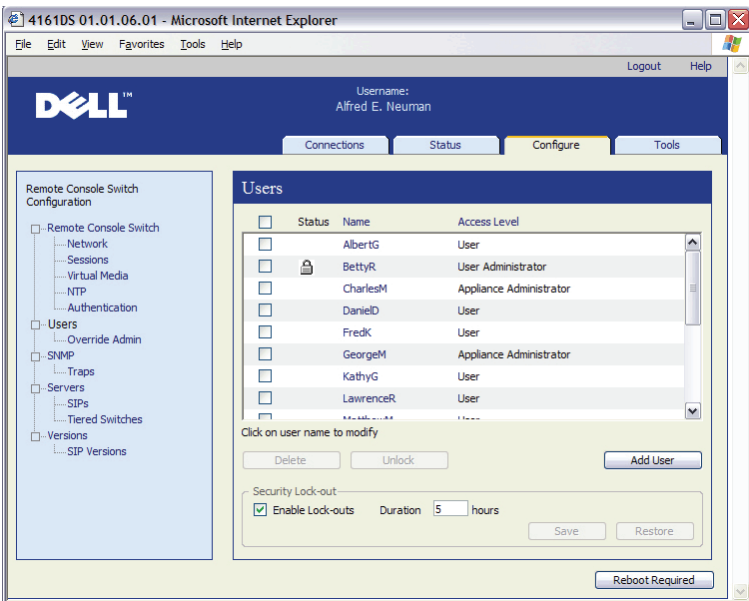 4161DS 01.01.06.01 - Microsoft Internet Explorer
File Edit View Favorites Tools Help
Logout Help
DELL™
Username:
Alfred E. Neuman
Connections Status Configure Tools
Remote Console Switch
Configuration
Remote Console Switch
Network
Sessions
Virtual Media
NTP
Authentication
Users
Override Admin
SNMP
Traps
Servers
SIPs
Tiered Switches
Versions
SIP Versions
Users
Status Name Access Level
AlbertG User
BettyR User Administrator
CharlesM Appliance Administrator
DanielD User
FredK User
GeorgeM Appliance Administrator
KathyG User
LawrenceR User
MatthewM User
Click on user name to modify
Delete Unlock Add User
Security Lock-out
Enable Lock-outs Duration 5 hours
Save Restore
Reboot Required